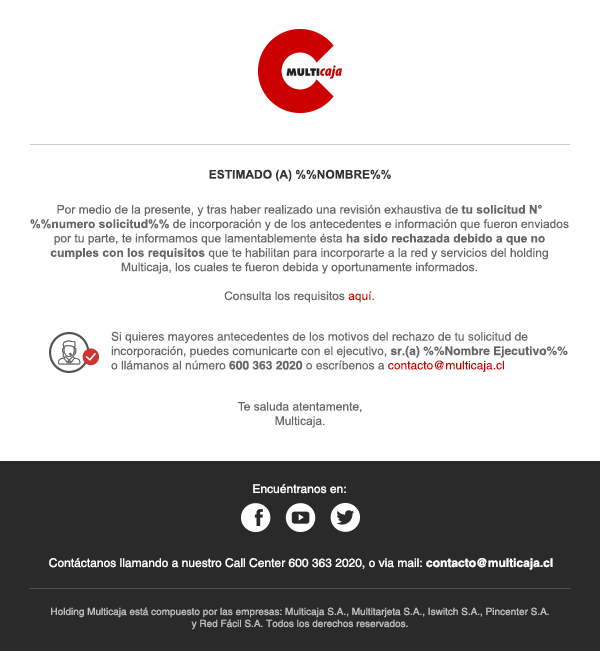 MULTIcaja
ESTIMADO (A) %%NOMBRE%%
Por medio de la presente, y tras haber realizado una revisión exhaustiva de tu solicitud N°
%%numero solicitud%% de incorporación y de los antecedentes e información que fueron enviados
por tu parte, te informamos que lamentablemente ésta ha sido rechazada debido a que no
cumples con los requisitos que te habilitan para incorporarte a la red y servicios del holding
Multicaja, los cuales te fueron debida y oportunamente informados.
Consulta los requisitos aquí.
Si quieres mayores antecedentes de los motivos del rechazo de tu solicitud de
incorporación, puedes comunicarte con el ejecutivo, sr.(a) %%Nombre Ejecutivo%%
o llámanos al número 600 363 2020 o escríbenos a contacto@multicaja.cl
Te saluda atentamente,
Multicaja.
Encuéntranos en:
Contáctanos llamando a nuestro Call Center 600 363 2020, o via mail: contacto@multicaja.cl
Holding Multicaja está compuesto por las empresas: Multicaja S.A., Multitarjeta S.A., Iswitch S.A., Pincenter S.A.
y Red Fácil S.A. Todos los derechos reservados.